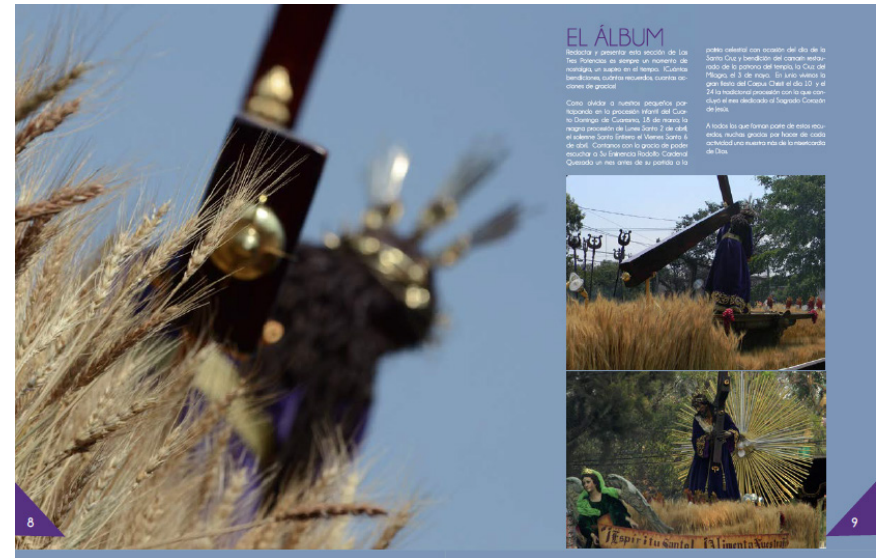 EL ÁLBUM
Redactar y presentar esta sección de Las
Tres Potencias es siempre un momento de
nostalgia, un suspiro en el tiempo. ¡Cuántas
bendiciones, cuántos recuerdos, cuantas ac-
ciones de gracias!
Como olvidar a nuestros pequeños par-
ticipando en la procesión infantil del Cuar-
to Domingo de Cuaresma, 18 de marzo; la
magna procesión de Lunes Santo 2 de abril,
el solemne Santo Entierro el Viernes Santo 6
de abril. Contamos con la gracia de poder
escuchar a Su Eminencia Rodolfo Cardenal
Quezada un mes antes de su partida a la
patria celestial con ocasión del día de la
Santa Cruz y bendición del camarín restau-
rado de la patrona del templo, la Cruz del
Milagro, el 3 de mayo. En junio vivimos la
gran fiesta del Corpus Christi el día 10 y el
24 la tradicional procesión con la que con-
cluyó el mes dedicado al Sagrado Corazón
de Jesús.
A todos los que forman parte de estos recu-
erdos, muchas gracias por hacer de cada
actividad una muestra más de la misericordia
de Dios.
¡Espíritu Santo! ¡Alimenta Nuestra
8
9